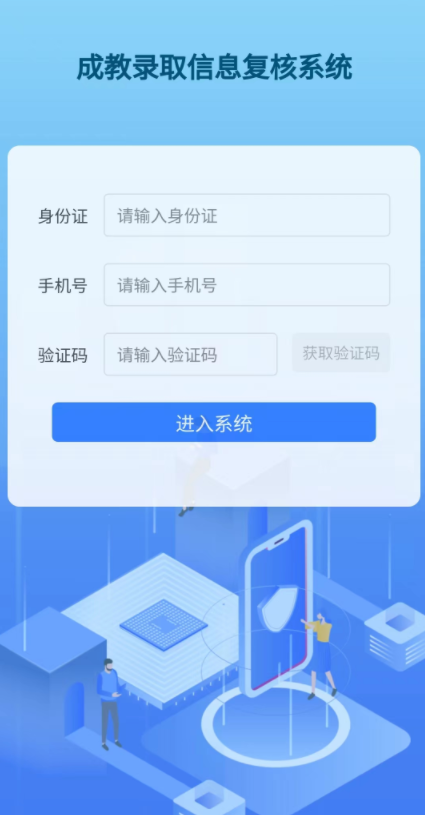 成教录取信息复核系统
身份证 请输入身份证
手机号 请输入手机号
验证码 请输入验证码 获取验证码
进入系统